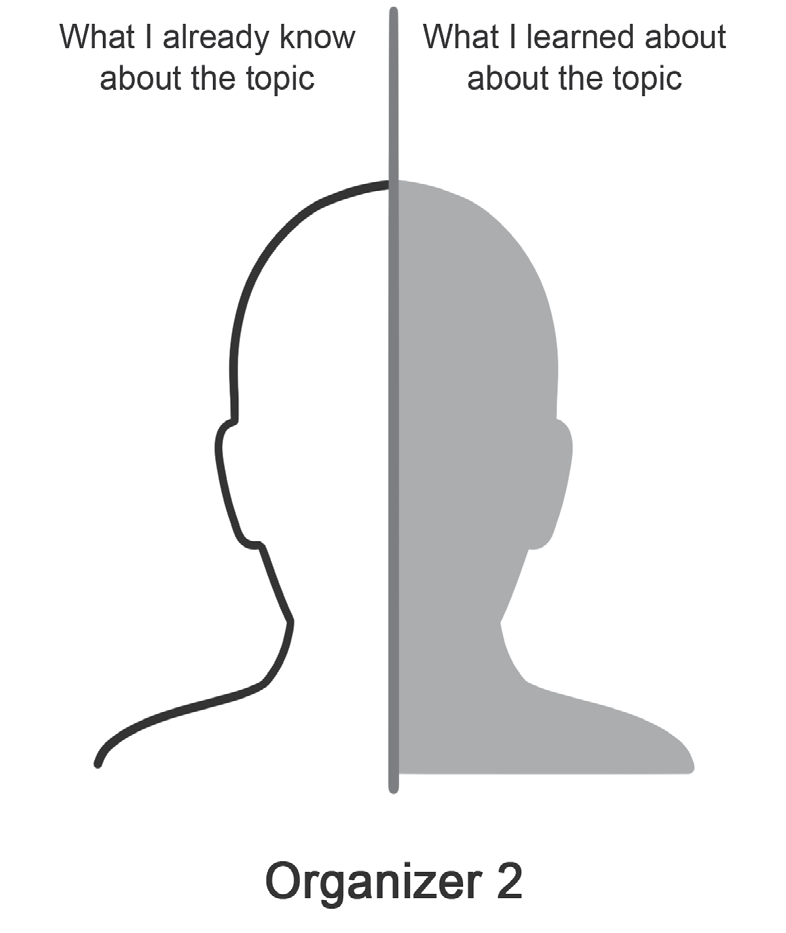 What I already know
about the topic
What I learned about
about the topic
Organizer 2